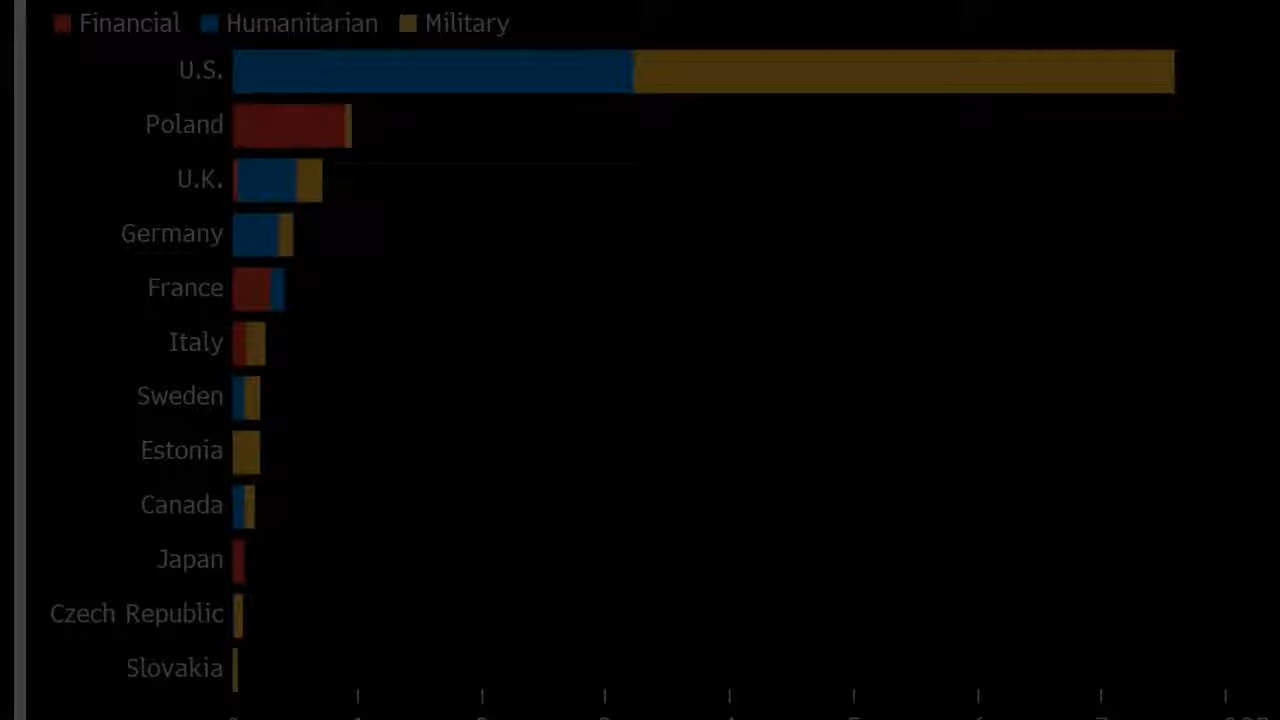 Financial Humanitarian Military
U.S.
Poland
U.K.
Germany
France
Italy
Sweden
Estonia
Canada
Japan
Czech Republic
Slovakia